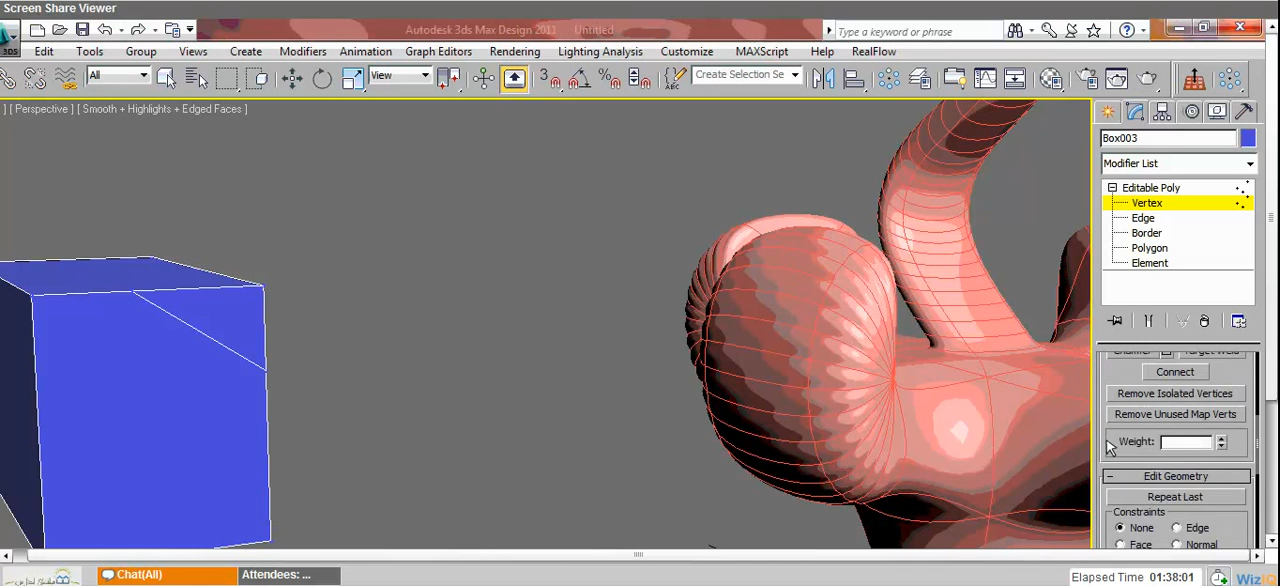 Screen Share Viewer
Autodesk 3ds Max Design 2011 Untitled
Type a keyword or phrase
Edit Tools Group Views Create Modifiers Animation Graph Editors Rendering Lighting Analysis Customize MAXScript Help RealFlow
All
View
Create Selection Se
[ Perspective ] [ Smooth + Highlights + Edged Faces ]
Box003
Modifier List
Editable Poly
Vertex
Edge
Border
Polygon
Element
Connect
Remove Isolated Vertices
Remove Unused Map Verts
Weight:
Edit Geometry
Repeat Last
Constraints
None Edge
Face Normal
Chat(All)
Attendees: ...
Elapsed Time 01:38:01